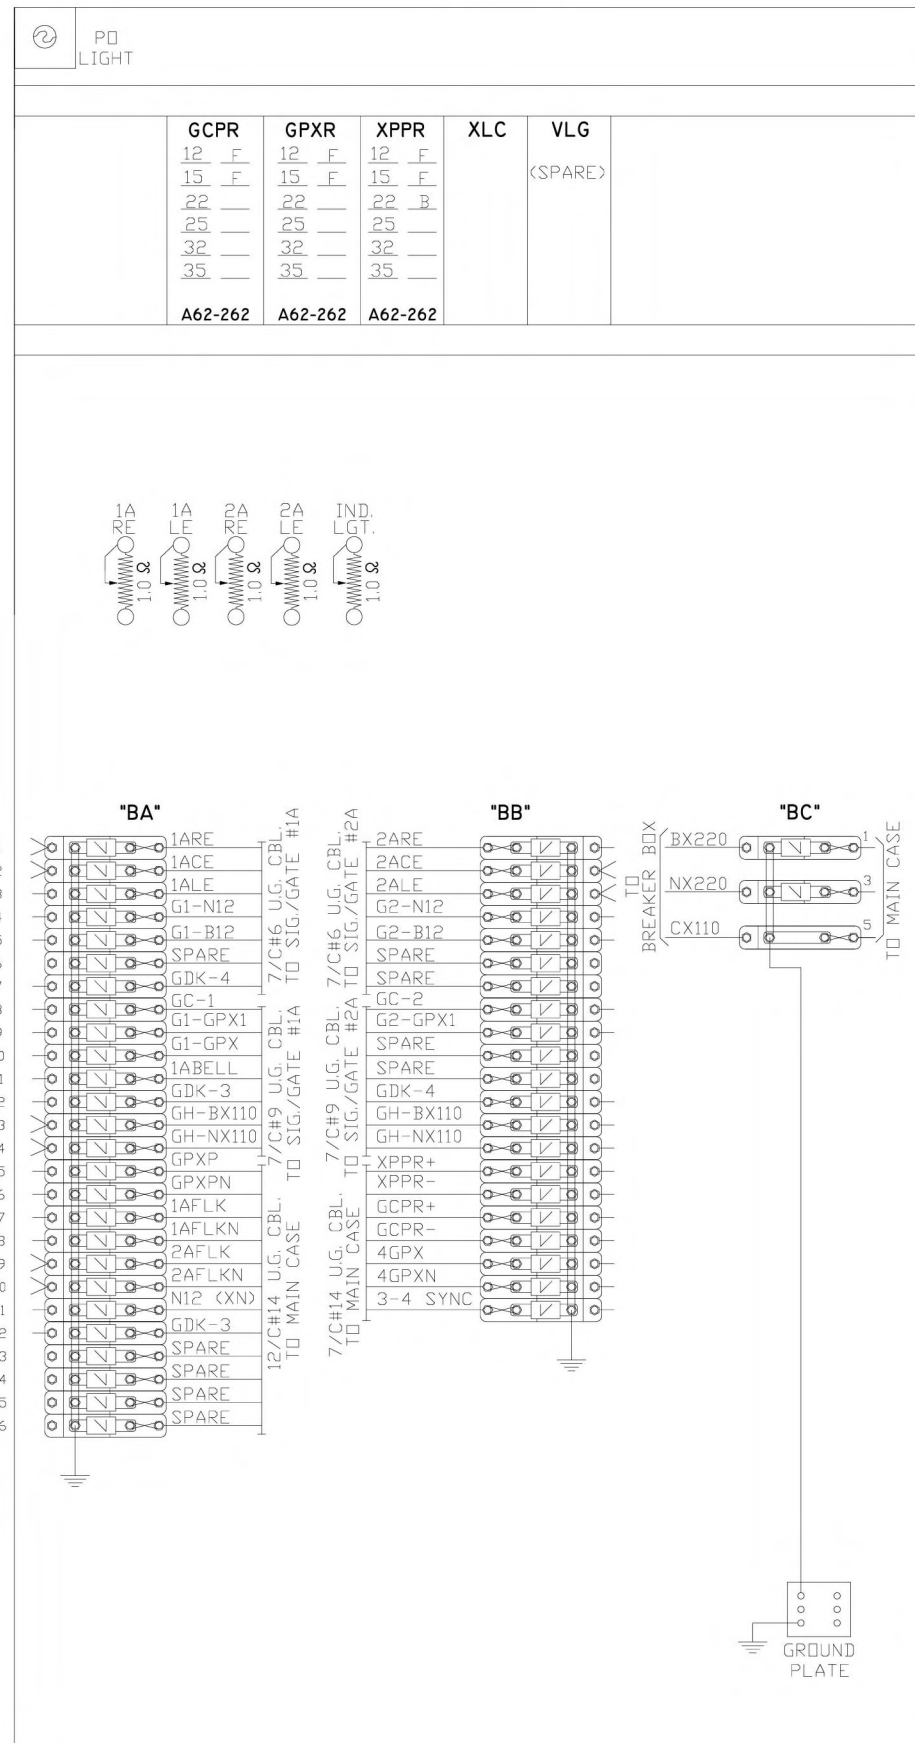 PO
LIGHT
GCPR GPXR XPPR XLC VLG
12 F 12 F 12 F
15 F 15 F 15 F (SPARE)
22 22 22 B
25 25 25
32 32 32
35 35 35
A62-262 A62-262 A62-262
1A 1A 2A 2A IND.
RE LE RE LE LGT.
1.0 Ω 1.0 Ω 1.0 Ω 1.0 Ω 1.0 Ω
"BA"
1ARE
1ACE
1ALE
G1-N12
G1-B12
SPARE
GDK-4
GC-1
G1-GPX1
G1-GPX
1ABELL
GDK-3
GH-BX110
GH-NX110
GPXP
GPXPN
1AFLK
1AFLKN
2AFLK
2AFLKN
N12 (XN)
GDK-3
SPARE
SPARE
SPARE
SPARE
7/C#6 U.G. CBL.
TO SIG./GATE #1A
7/C#9 U.G. CBL.
TO SIG./GATE #1A
12/C#14 U.G. CBL.
TO MAIN CASE
"BB"
7/C#6 U.G. CBL.
TO SIG./GATE #2A
7/C#9 U.G. CBL.
TO SIG./GATE #2A
7/C#14 U.G. CBL.
TO MAIN CASE
2ARE
2ACE
2ALE
G2-N12
G2-B12
SPARE
SPARE
GC-2
G2-GPX1
SPARE
SPARE
GDK-4
GH-BX110
GH-NX110
XPPR+
XPPR-
GCPR+
GCPR-
4GPX
4GPXN
3-4 SYNC
"BC"
TO
BREAKER BOX
BX220 1
NX220 3
CX110 5
TO MAIN CASE
GROUND
PLATE